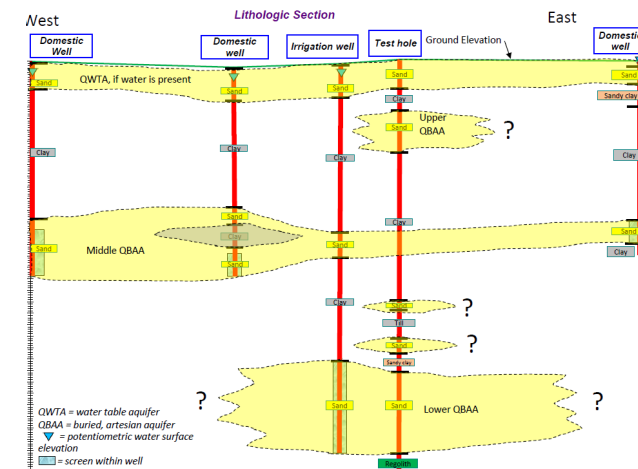 Lithologic Section
West
East
Domestic
Well
Domestic
well
Irrigation well
Test hole
Ground Elevation
Domestic
well
Sand
QWTA, if water is present
Sand
Sand
Sand
Sand
Sandy clay
Clay
Upper
QBAA
Sand
?
Clay
Clay
Clay
Clay
Clay
Sand
Clay
Sand
Middle QBAA
Sand
Sand
Sand
Clay
Clay
Sand
?
Till
Sand
?
Sandy clay
?
Sand
Sand
Lower QBAA
?
Regolith
QWTA = water table aquifer
QBAA = buried, artesian aquifer
= potentiometric water surface
elevation
= screen within well